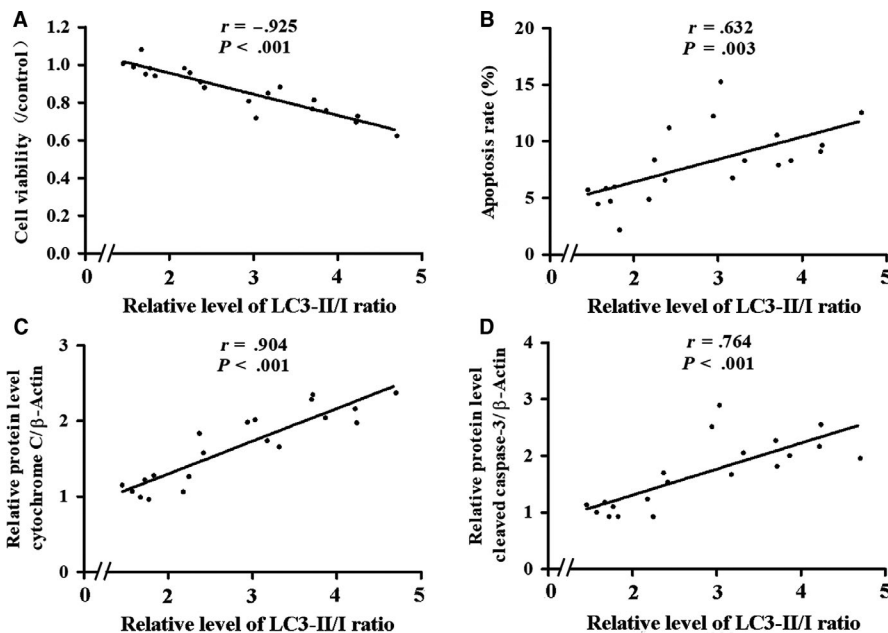 A
r = –.925
P < .001
Cell viability (/control)
1.2
1.0
0.8
0.6
0.4
0.2
0.0
0 2 3 4 5
Relative level of LC3-II/I ratio
B
r = .632
P = .003
Apoptosis rate (%)
20
15
10
5
0
0 2 3 4 5
Relative level of LC3-II/I ratio
C
r = .904
P < .001
Relative protein level
cytochrome C/β-Actin
3
2
1
0
0 2 3 4 5
Relative level of LC3-II/I ratio
D
r = .764
P < .001
Relative protein level
cleaved caspase-3/β-Actin
4
3
2
1
0
0 2 3 4 5
Relative level of LC3-II/I ratio